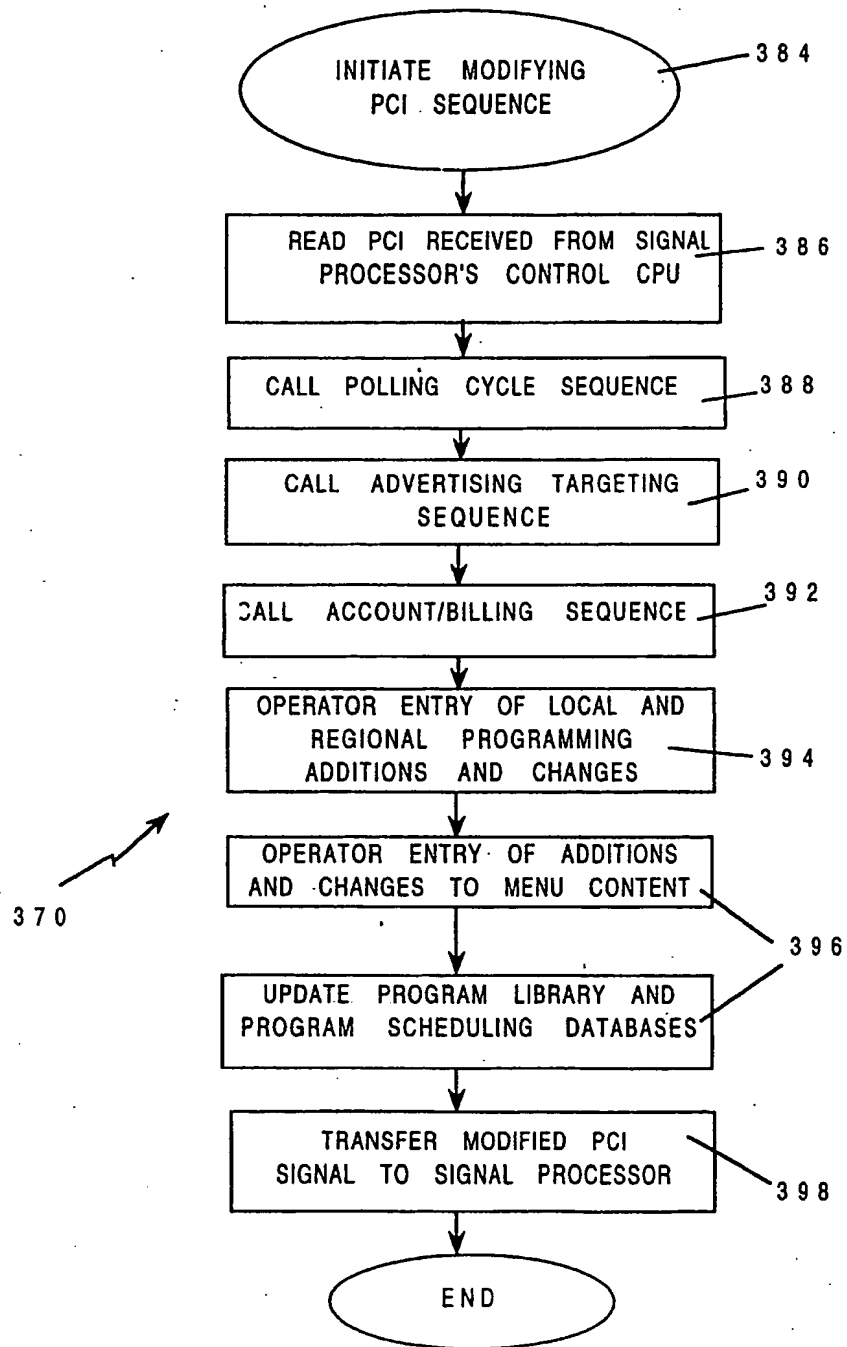 INITIATE MODIFYING
PCI SEQUENCE
384
READ PCI RECEIVED FROM SIGNAL
PROCESSOR'S CONTROL CPU
386
CALL POLLING CYCLE SEQUENCE
388
CALL ADVERTISING TARGETING
SEQUENCE
390
CALL ACCOUNT/BILLING SEQUENCE
392
OPERATOR ENTRY OF LOCAL AND
REGIONAL PROGRAMMING
ADDITIONS AND CHANGES
394
370
OPERATOR ENTRY OF ADDITIONS
AND CHANGES TO MENU CONTENT
396
UPDATE PROGRAM LIBRARY AND
PROGRAM SCHEDULING DATABASES
TRANSFER MODIFIED PCI
SIGNAL TO SIGNAL PROCESSOR
398
END